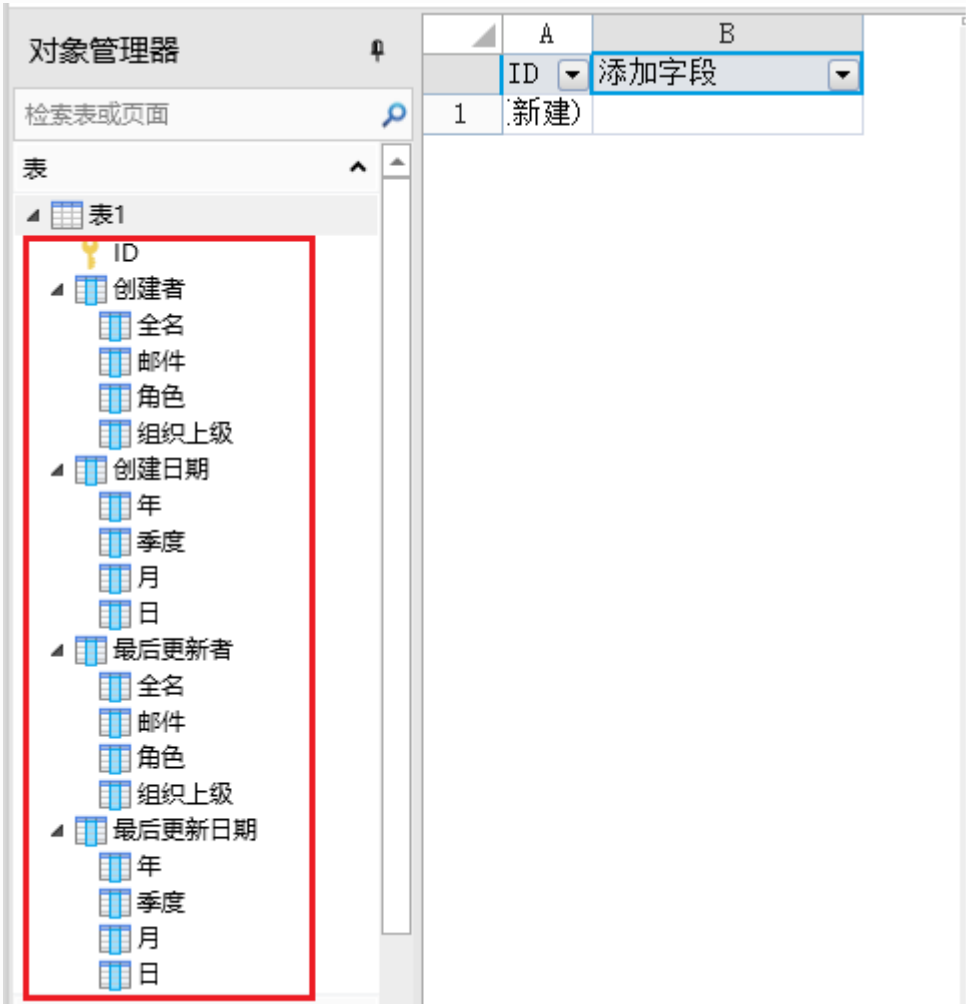 对象管理器
检索表或页面
表
表1
ID
创建者
全名
邮件
角色
组织上级
创建日期
年
季度
月
日
最后更新者
全名
邮件
角色
组织上级
最后更新日期
年
季度
月
日
A B
ID 添加字段
1 新建)